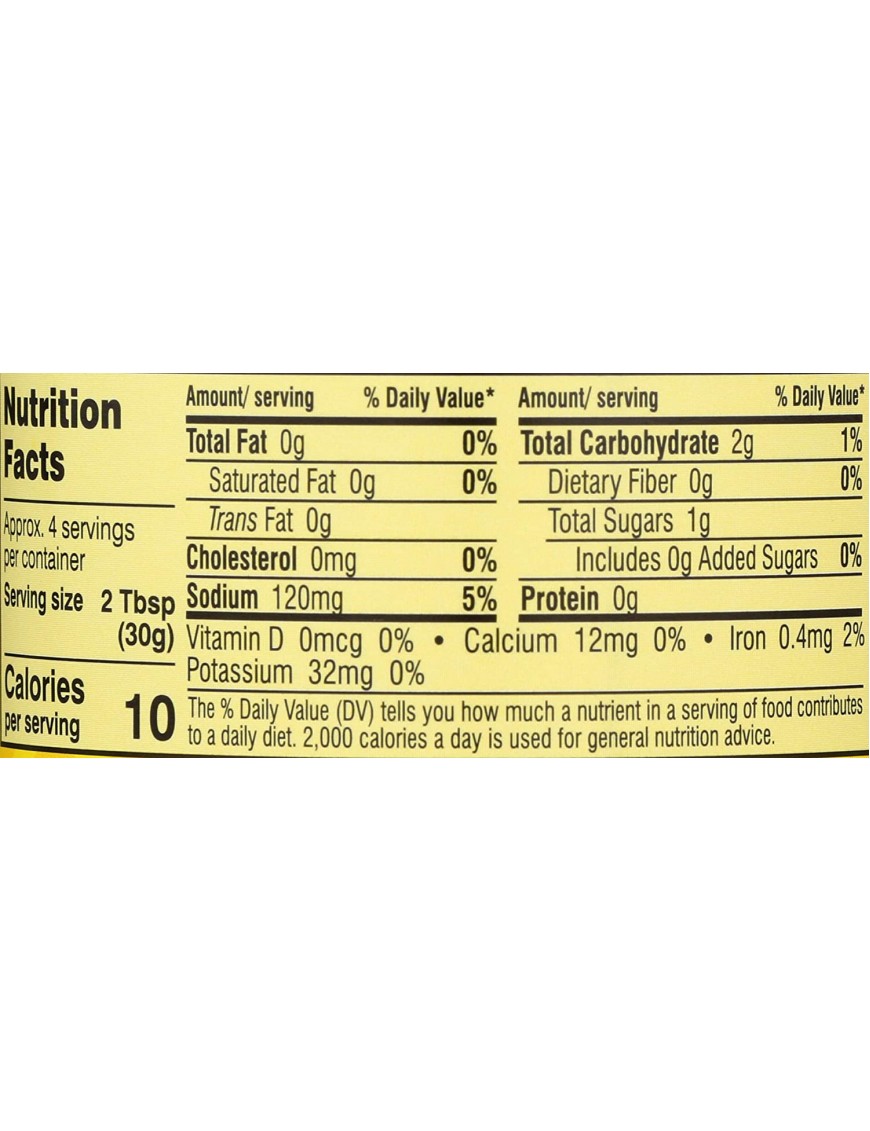 Nutrition
Facts
Approx. 4 servings
per container
Serving size 2 Tbsp
(30g)
Calories
per serving 10
Amount/ serving % Daily Value*
Total Fat 0g 0%
Saturated Fat 0g 0%
Trans Fat 0g
Cholesterol 0mg 0%
Sodium 120mg 5%
Amount/ serving % Daily Value*
Total Carbohydrate 2g 1%
Dietary Fiber 0g 0%
Total Sugars 1g
Includes 0g Added Sugars 0%
Protein 0g
Vitamin D 0mcg 0% • Calcium 12mg 0% • Iron 0.4mg 2%
Potassium 32mg 0%
The % Daily Value (DV) tells you how much a nutrient in a serving of food contributes
to a daily diet. 2,000 calories a day is used for general nutrition advice.